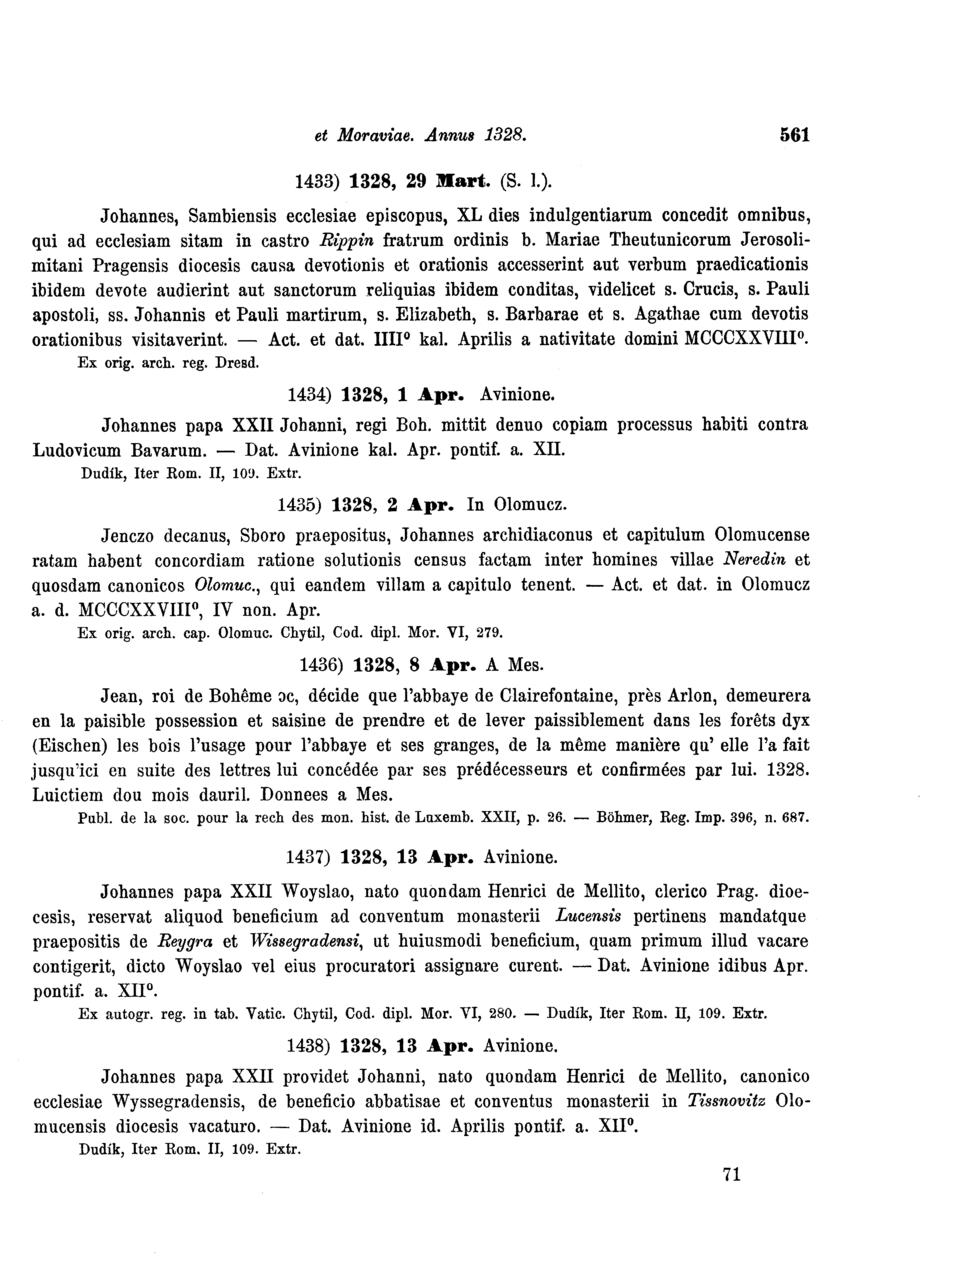 et Moraviae. Annus 1328. 561
1433) 1328, 29 Mart. (S. l.).
Johannes, Sambiensis ecclesiae episcopus, XL dies indulgentiarum concedit omnibus,
qui ad ecclesiam sitam in castro Rippin fratrum ordinis b. Mariae Theutunicorum Jerosoli-
mitani Pragensis diocesis causa devotionis et orationis accesserint aut verbum praedicationis
ibidem devote audierint aut sanctorum reliquias ibidem conditas, videlicet s. Crucis, s. Pauli
apostoli, ss. Johannis et Pauli martirum, s. Elizabeth, s. Barbarae et s. Agathae cum devotis
orationibus visitaverint. — Act. et dat. IIII⁰ kal. Aprilis a nativitate domini MCCCXXVIII⁰.
Ex orig. arch. reg. Dresd.
1434) 1328, 1 Apr. Avinione.
Johannes papa XXII Johanni, regi Boh. mittit denuo copiam processus habiti contra
Ludovicum Bavarum. — Dat. Avinione kal. Apr. pontif. a. XII.
Dudík, Iter Rom. II, 109. Extr.
1435) 1328, 2 Apr. In Olomucz.
Jenczo decanus, Sboro praepositus, Johannes archidiaconus et capitulum Olomucense
ratam habent concordiam ratione solutionis census factam inter homines villae Neredin et
quosdam canonicos Olomuc., qui eandem villam a capitulo tenent. — Act. et dat. in Olomucz
a. d. MCCCXXVIII⁰, IV non. Apr.
Ex orig. arch. cap. Olomuc. Chytil, Cod. dipl. Mor. VI, 279.
1436) 1328, 8 Apr. A Mes.
Jean, roi de Bohême ɔc, décide que l'abbaye de Clairefontaine, près Arlon, demeurera
en la paisible possession et saisine de prendre et de lever paissiblement dans les forêts dyx
(Eischen) les bois l'usage pour l'abbaye et ses granges, de la même manière qu' elle l'a fait
jusqu'ici en suite des lettres lui concédée par ses prédécesseurs et confirmées par lui. 1328.
Luictiem dou mois dauril. Donnees a Mes.
Publ. de la soc. pour la rech des mon. hist. de Luxemb. XXII, p. 26. — Böhmer, Reg. Imp. 396, n. 687.
1437) 1328, 13 Apr. Avinione.
Johannes papa XXII Woyslao, nato quondam Henrici de Mellito, clerico Prag. dioe-
cesis, reservat aliquod beneficium ad conventum monasterii Lucensis pertinens mandatque
praepositis de Reygra et Wissegradensi, ut huiusmodi beneficium, quam primum illud vacare
contigerit, dicto Woyslao vel eius procuratori assignare curent. — Dat. Avinione idibus Apr.
pontif. a. XII⁰.
Ex autogr. reg. in tab. Vatic. Chytil, Cod. dipl. Mor. VI, 280. — Dudík, Iter Rom. II, 109. Extr.
1438) 1328, 13 Apr. Avinione.
Johannes papa XXII providet Johanni, nato quondam Henrici de Mellito, canonico
ecclesiae Wyssegradensis, de beneficio abbatisae et conventus monasterii in Tissnovitz Olo-
mucensis diocesis vacaturo. — Dat. Avinione id. Aprilis pontif. a. XII⁰.
Dudík, Iter Rom. II, 109. Extr.
71